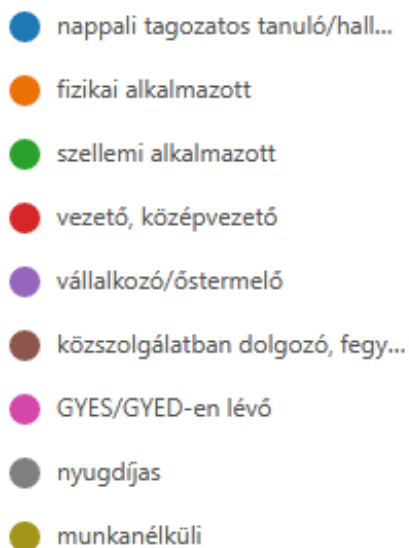 nappali tagozatos tanuló/hall...
fizikai alkalmazott
szellemi alkalmazott
vezető, középvezető
vállalkozó/őstermelő
közszolgálatban dolgozó, fegy...
GYES/GYED-en lévő
nyugdíjas
munkanélküli